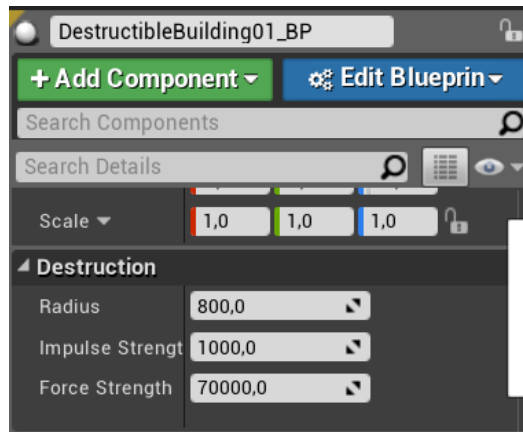 DestructibleBuilding01_BP
+ Add Component Edit Blueprin
Search Components
Search Details
Scale 1,0 1,0 1,0
Destruction
Radius 800,0
Impulse Strengt 1000,0
Force Strength 70000,0